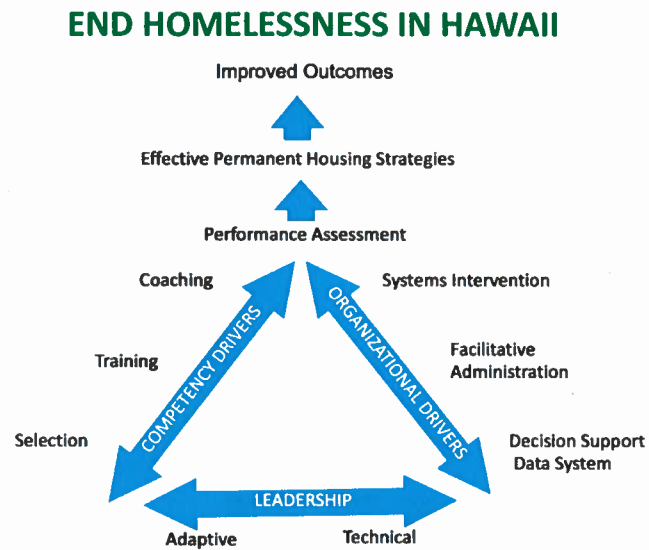 END HOMELESSNESS IN HAWAII
Improved Outcomes
Effective Permanent Housing Strategies
Performance Assessment
Coaching
Systems Intervention
COMPETENCY DRIVERS
ORGANIZATIONAL DRIVERS
Training
Facilitative
Administration
Selection
Decision Support
Data System
LEADERSHIP
Adaptive
Technical